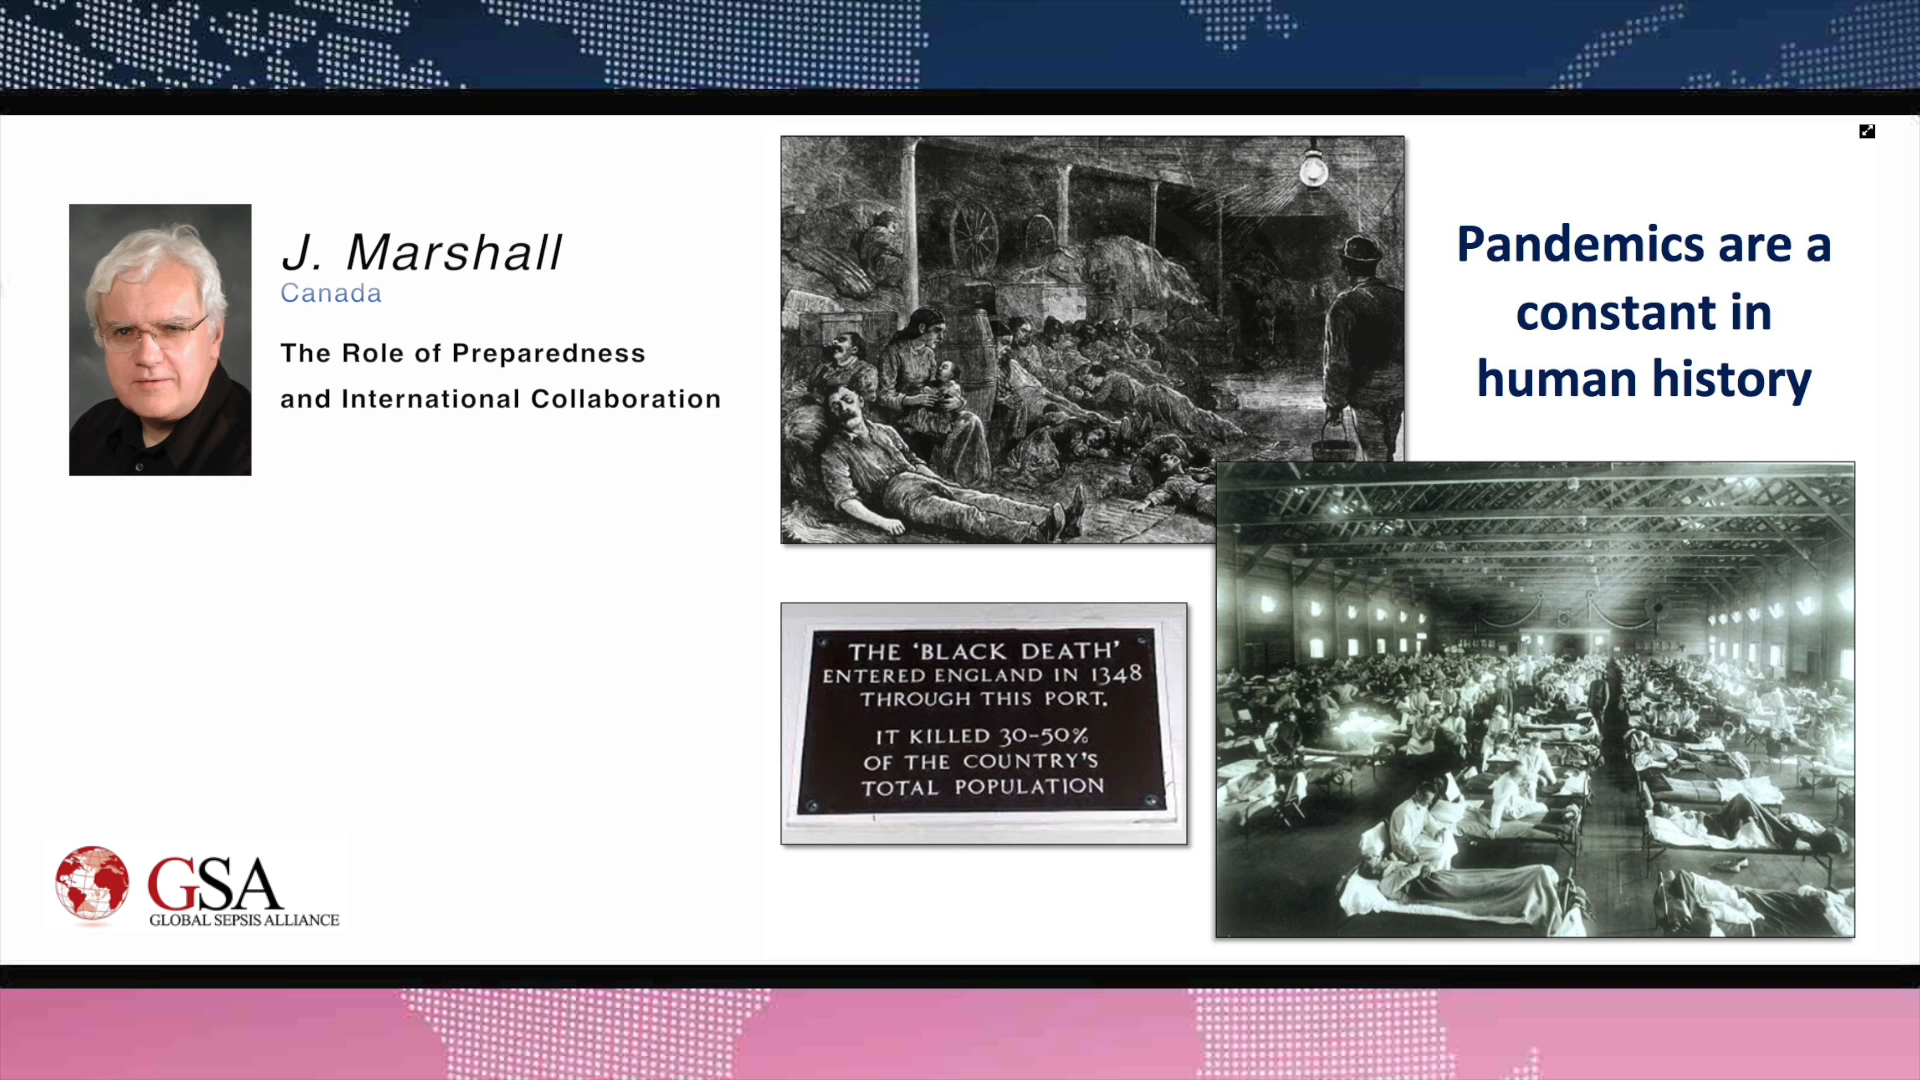 J. Marshall
Canada
The Role of Preparedness
and International Collaboration
Pandemics are a
constant in
human history
THE ‘BLACK DEATH’
ENTERED ENGLAND IN 1348
THROUGH THIS PORT.
IT KILLED 30-50%
OF THE COUNTRY’S
TOTAL POPULATION
GSA
GLOBAL SEPSIS ALLIANCE